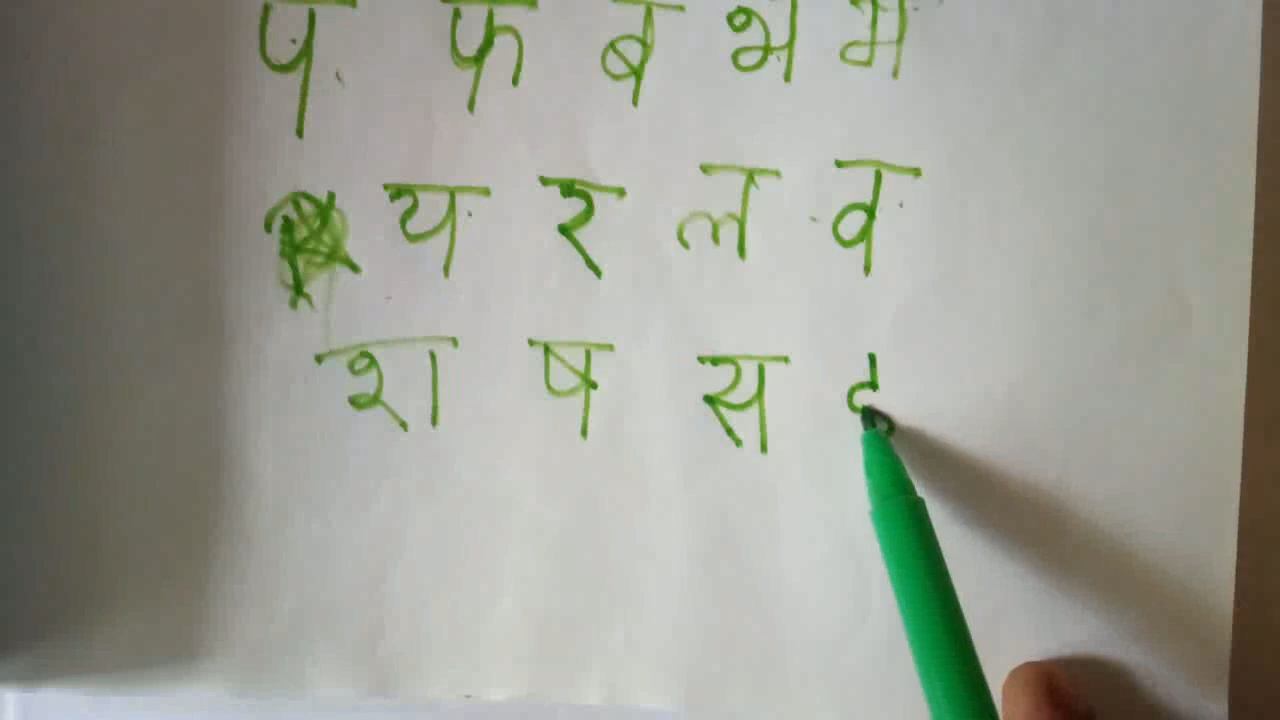 प फ ब भ म
य र ल व
श ष स